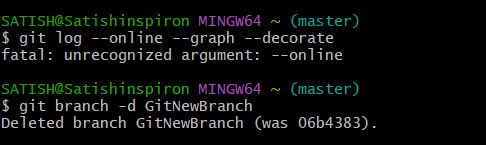 SATISH@Satishinspiron MINGW64 ~ (master)
$ git log --online --graph --decorate
fatal: unrecognized argument: --online
SATISH@Satishinspiron MINGW64 ~ (master)
$ git branch -d GitNewBranch
Deleted branch GitNewBranch (was 06b4383).